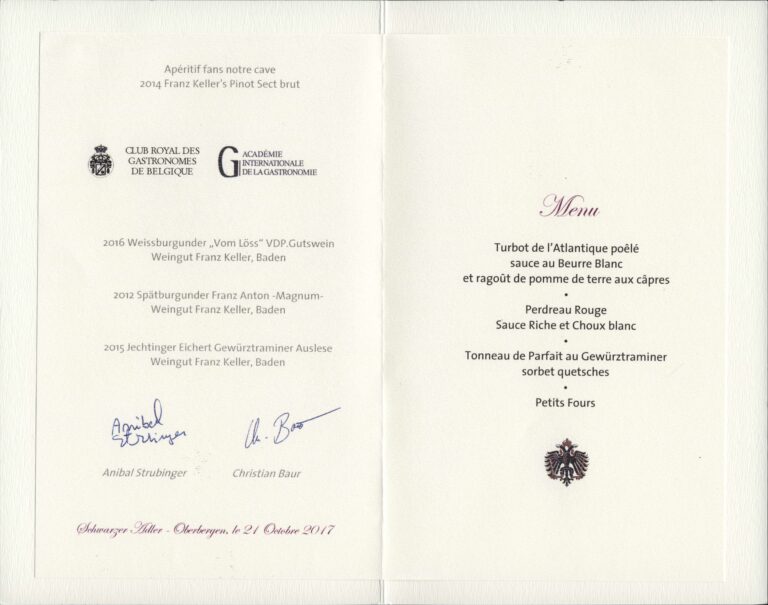 Apéritif fans notre cave
2014 Franz Keller's Pinot Sect brut
CLUB ROYAL DES
GASTRONOMES
DE BELGIQUE
G ACADÉMIE
INTERNATIONALE
DE LA GASTRONOMIE
2016 Weissburgunder „Vom Löss“ VDP.Gutswein
Weingut Franz Keller, Baden
2012 Spätburgunder Franz Anton -Magnum-
Weingut Franz Keller, Baden
2015 Jechtinger Eichert Gewürztraminer Auslese
Weingut Franz Keller, Baden
Anibal
Strubinger
Ch. Baur
Anibal Strubinger
Christian Baur
Schwarzer Adler - Oberbergen, le 21 Octobre 2017
Menu
Turbot de l'Atlantique poêlé
sauce au Beurre Blanc
et ragoût de pomme de terre aux câpres
•
Perdreau Rouge
Sauce Riche et Choux blanc
•
Tonneau de Parfait au Gewürztraminer
sorbet quetsches
•
Petits Fours